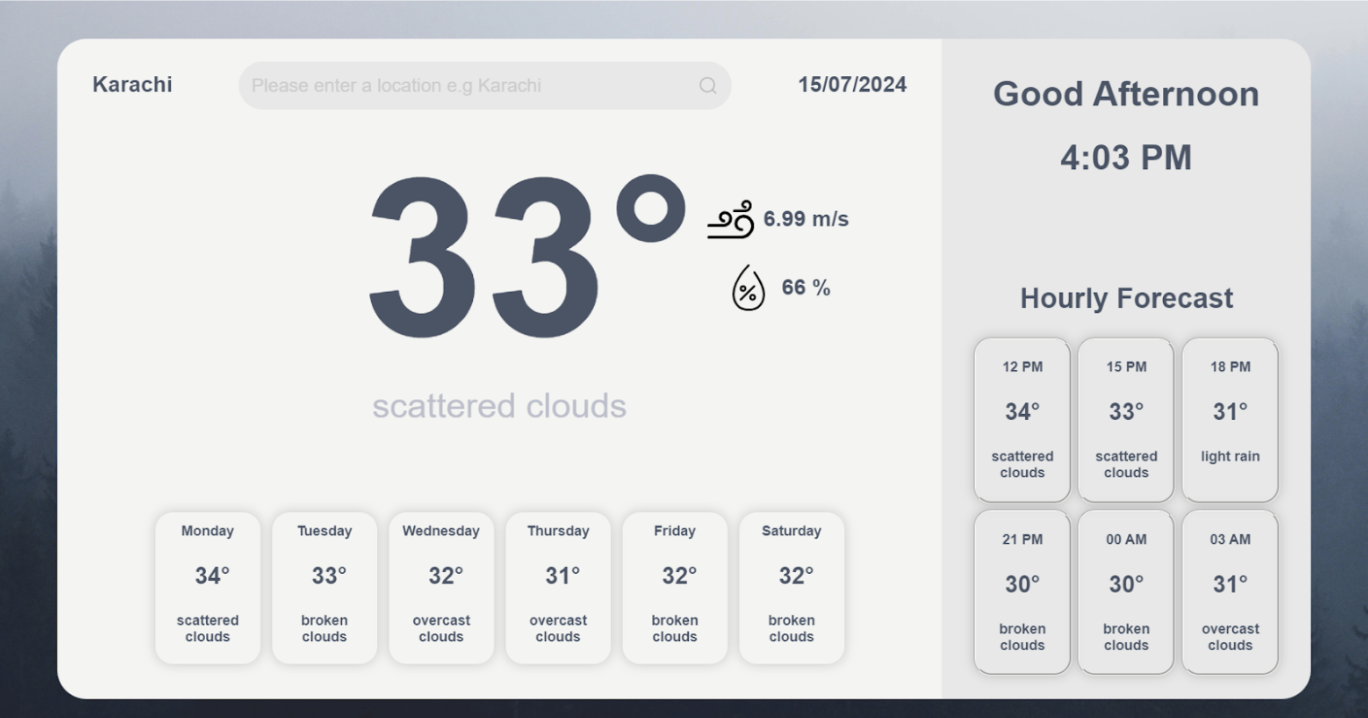 Karachi
Please enter a location e.g Karachi
15/07/2024
33°
6.99 m/s
66 %
scattered clouds
Monday
34°
scattered
clouds
Tuesday
33°
broken
clouds
Wednesday
32°
overcast
clouds
Thursday
31°
overcast
clouds
Friday
32°
broken
clouds
Saturday
32°
broken
clouds
Good Afternoon
4:03 PM
Hourly Forecast
12 PM
34°
scattered
clouds
15 PM
33°
scattered
clouds
18 PM
31°
light rain
21 PM
30°
broken
clouds
00 AM
30°
broken
clouds
03 AM
31°
overcast
clouds